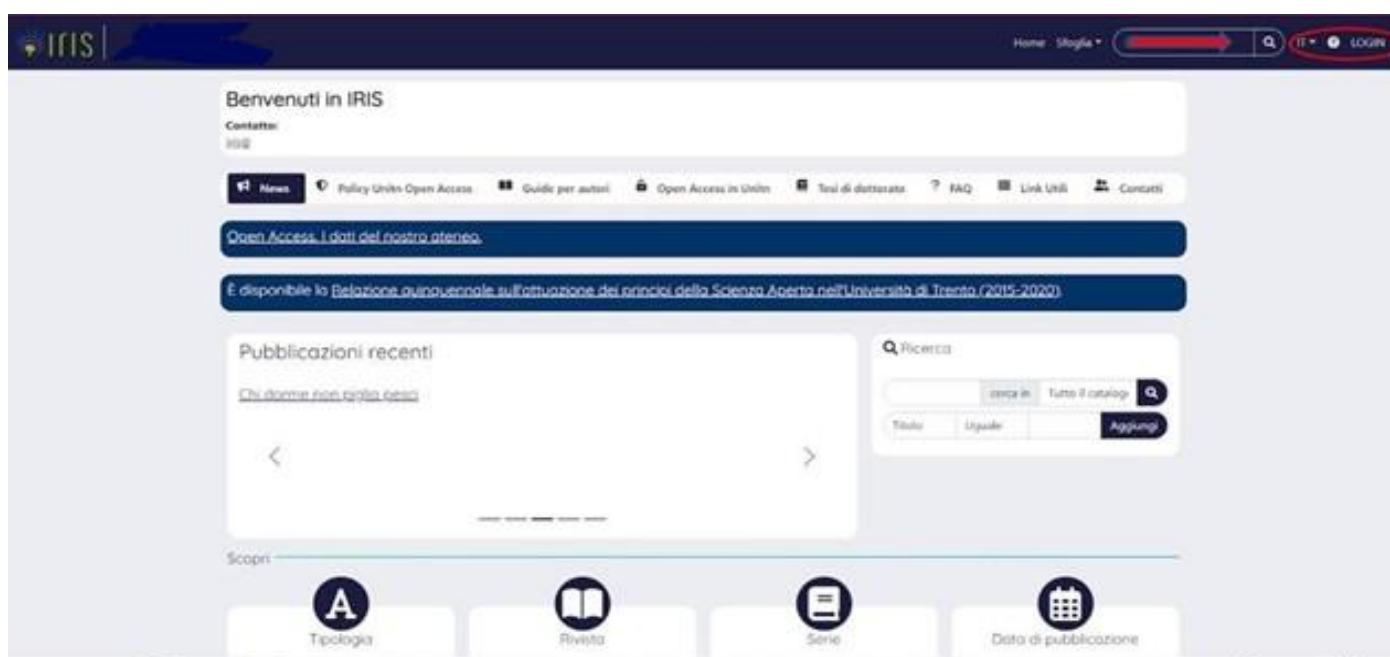 IRIS
Home Sfoglia
IT LOGIN
Benvenuti in IRIS
Contatto:
News Policy Unitn Open Access Guide per autori Open Access in Unitn Tesi di dottorato ? FAQ Link Utili Contatti
Open Access. I dati del nostro ateneo.
È disponibile la Relazione quinquennale sull'attuazione dei principi della Scienza Aperta nell'Università di Trento (2015-2020)
Pubblicazioni recenti
Chi dorme non piglia pesci
Ricerca
cerca in Tutto il catalogo
Titolo Uguale Aggiungi
Scopri
Tipologia Rivista Serie Data di pubblicazione